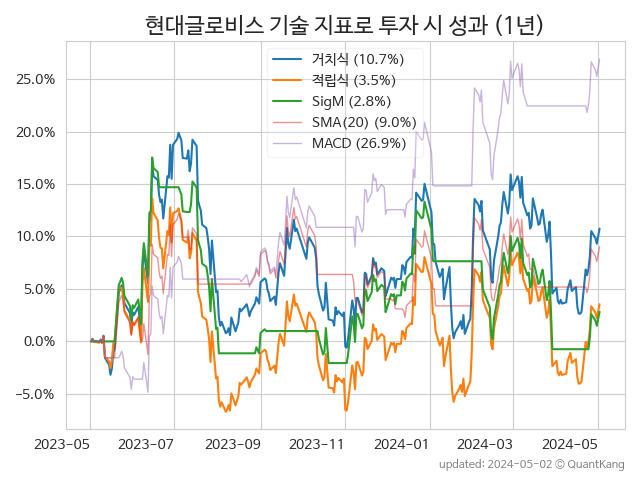 현대글로비스 기술 지표로 투자 시 성과 (1년)
거치식 (10.7%)
적립식 (3.5%)
SigM (2.8%)
SMA(20) (9.0%)
MACD (26.9%)
25.0%
20.0%
15.0%
10.0%
5.0%
0.0%
−5.0%
2023-05 2023-07 2023-09 2023-11 2024-01 2024-03 2024-05
updated: 2024-05-02 © QuantKang